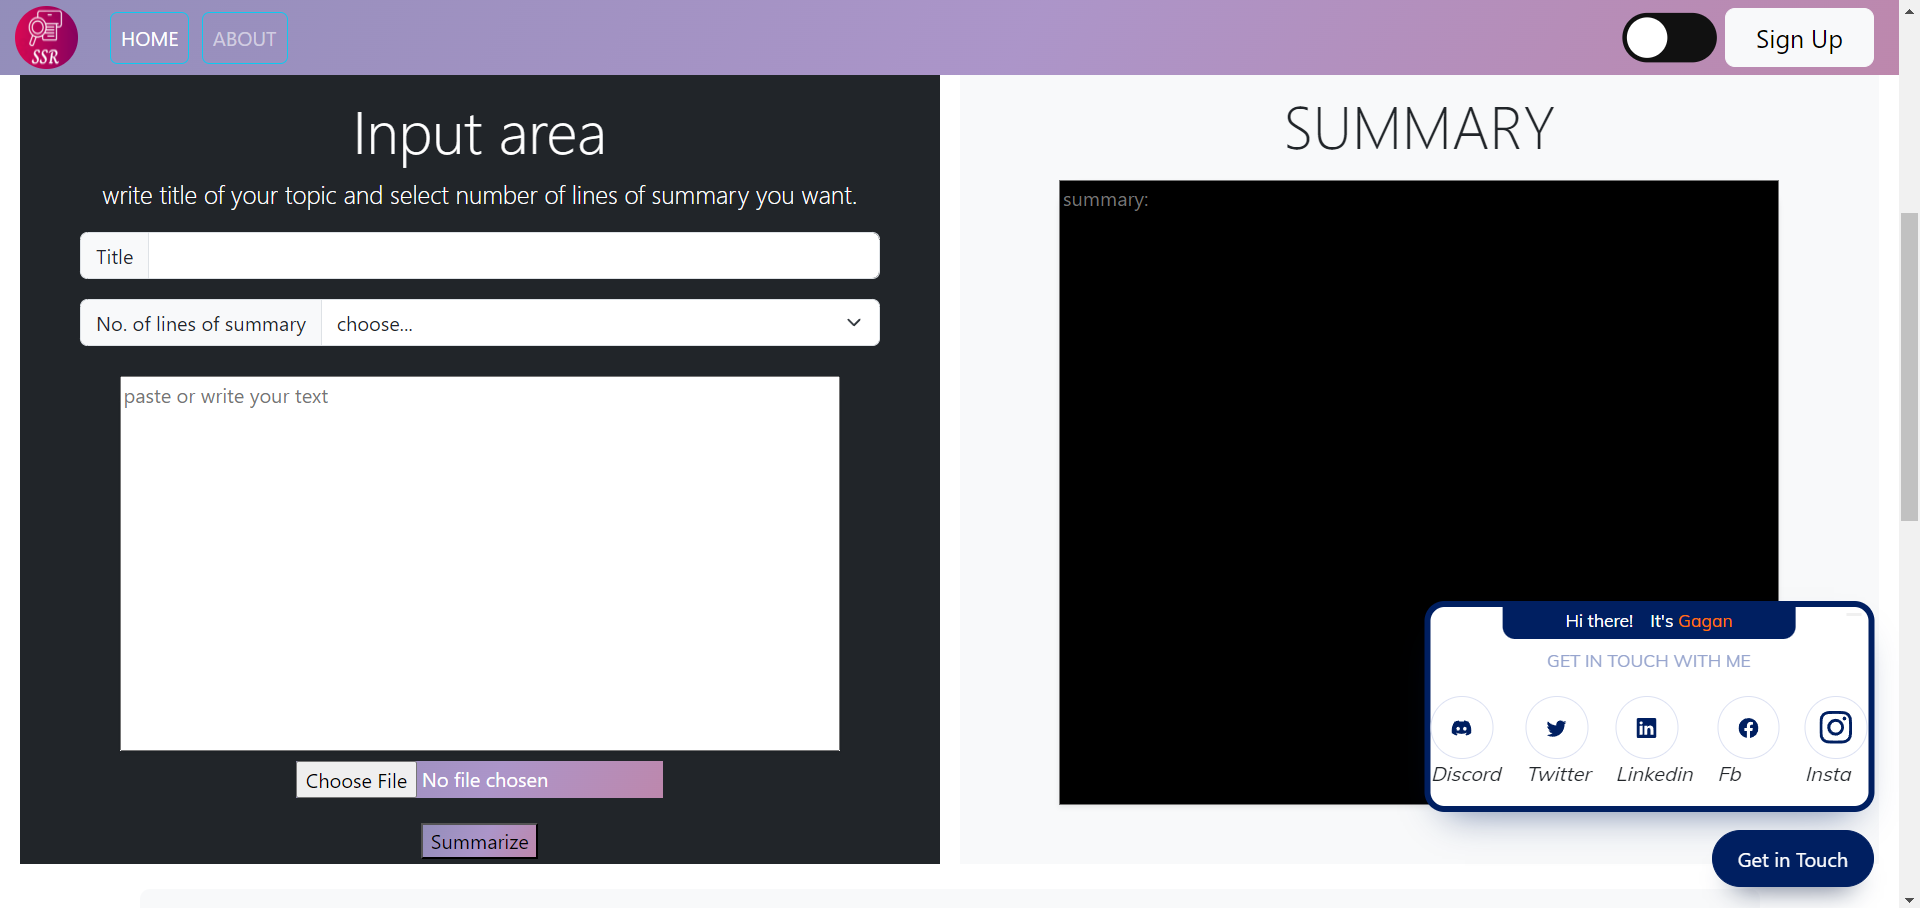 SSR
HOME
ABOUT
Sign Up
Input area
write title of your topic and select number of lines of summary you want.
Title
No. of lines of summary
choose...
paste or write your text
Choose File
No file chosen
Summarize
SUMMARY
summary:
Hi there! It's Gagan
GET IN TOUCH WITH ME
Discord
Twitter
Linkedin
Fb
Insta
Get in Touch